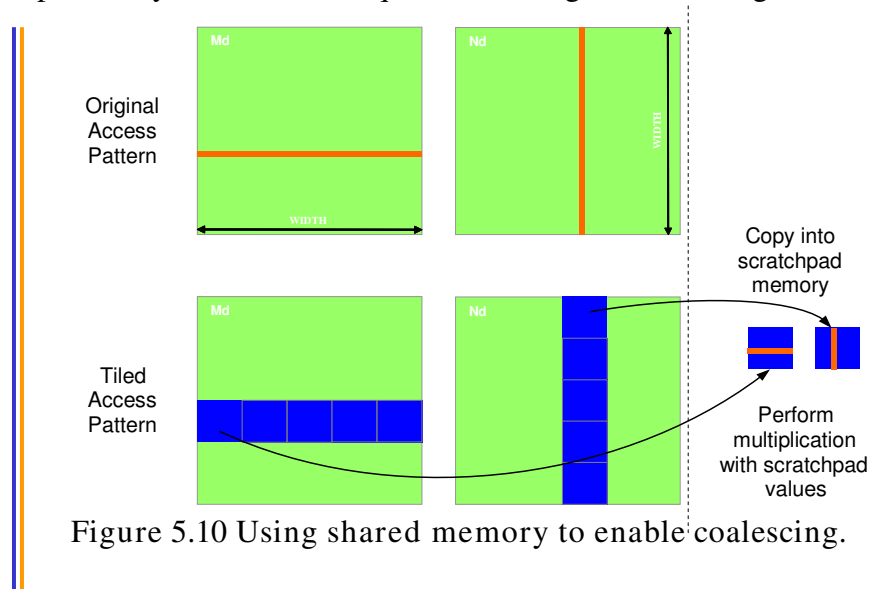 Md
Nd
Original
Access
Pattern
WIDTH
WIDTH
Copy into
scratchpad
memory
Md
Nd
Tiled
Access
Pattern
Perform
multiplication
with scratchpad
values
Figure 5.10 Using shared memory to enable coalescing.